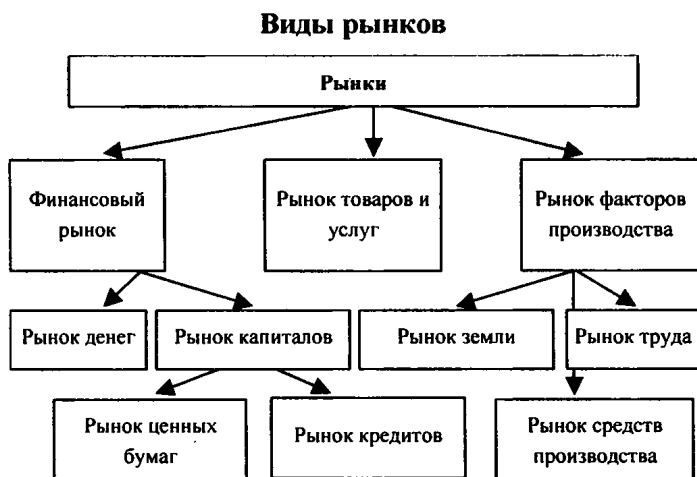 Виды рынков
Рынки
Финансовый
рынок
Рынок товаров и
услуг
Рынок факторов
производства
Рынок денег
Рынок капиталов
Рынок земли
Рынок труда
Рынок ценных
бумаг
Рынок кредитов
Рынок средств
производства